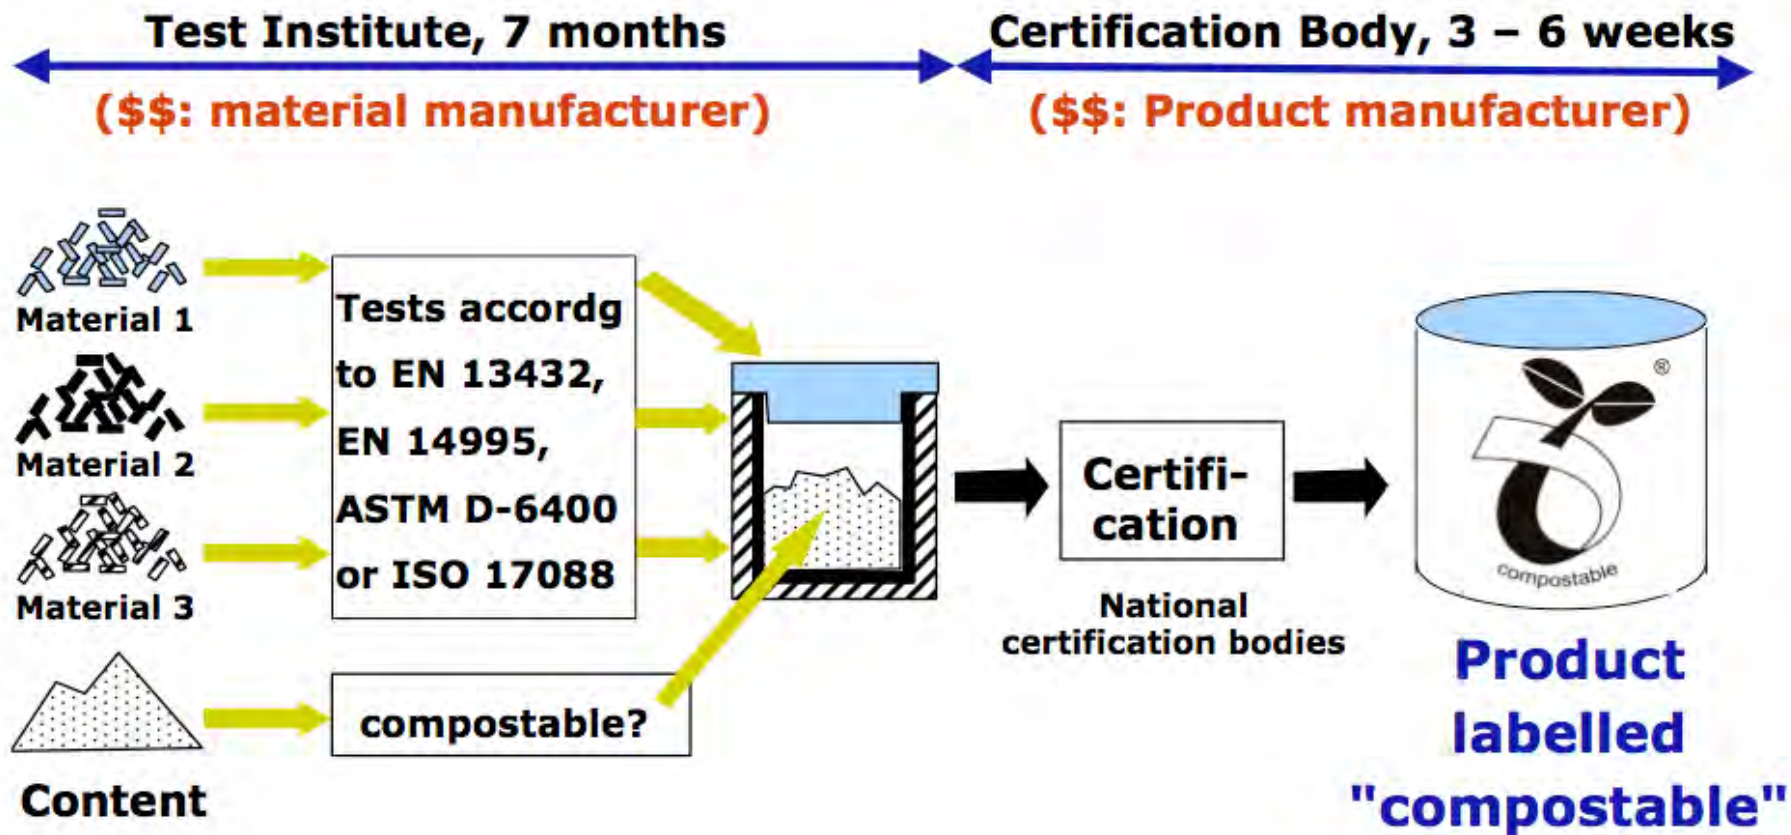 Test Institute, 7 months
Certification Body, 3 – 6 weeks
($$: material manufacturer)
($$: Product manufacturer)
Material 1
Material 2
Material 3
Content
Tests accordg
to EN 13432,
EN 14995,
ASTM D-6400
or ISO 17088
compostable?
Certifi-
cation
National
certification bodies
®
compostable
Product
labelled
"compostable"